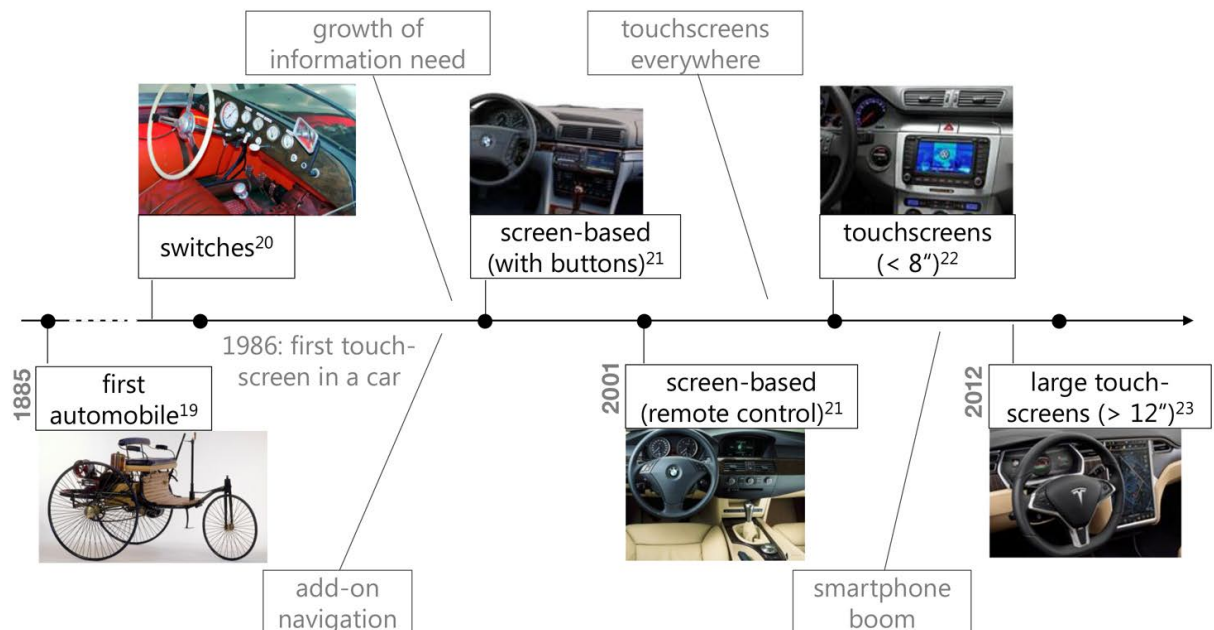 growth of
information need
touchscreens
everywhere
switches20
screen-based
(with buttons)21
touchscreens
(< 8“)22
1986: first touch-
screen in a car
1885
first
automobile19
2001
screen-based
(remote control)21
2012
large touch-
screens (> 12“)23
add-on
navigation
smartphone
boom